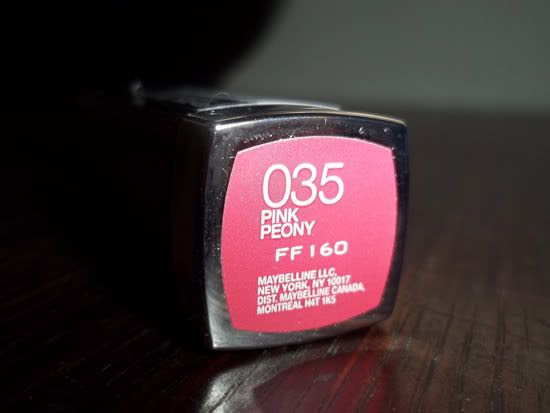 035
PINK
PEONY
FF160
MAYBELLINE LLC,
NEW YORK, NY 10017
DIST. MAYBELLINE CANADA,
MONTREAL H4T 1K5